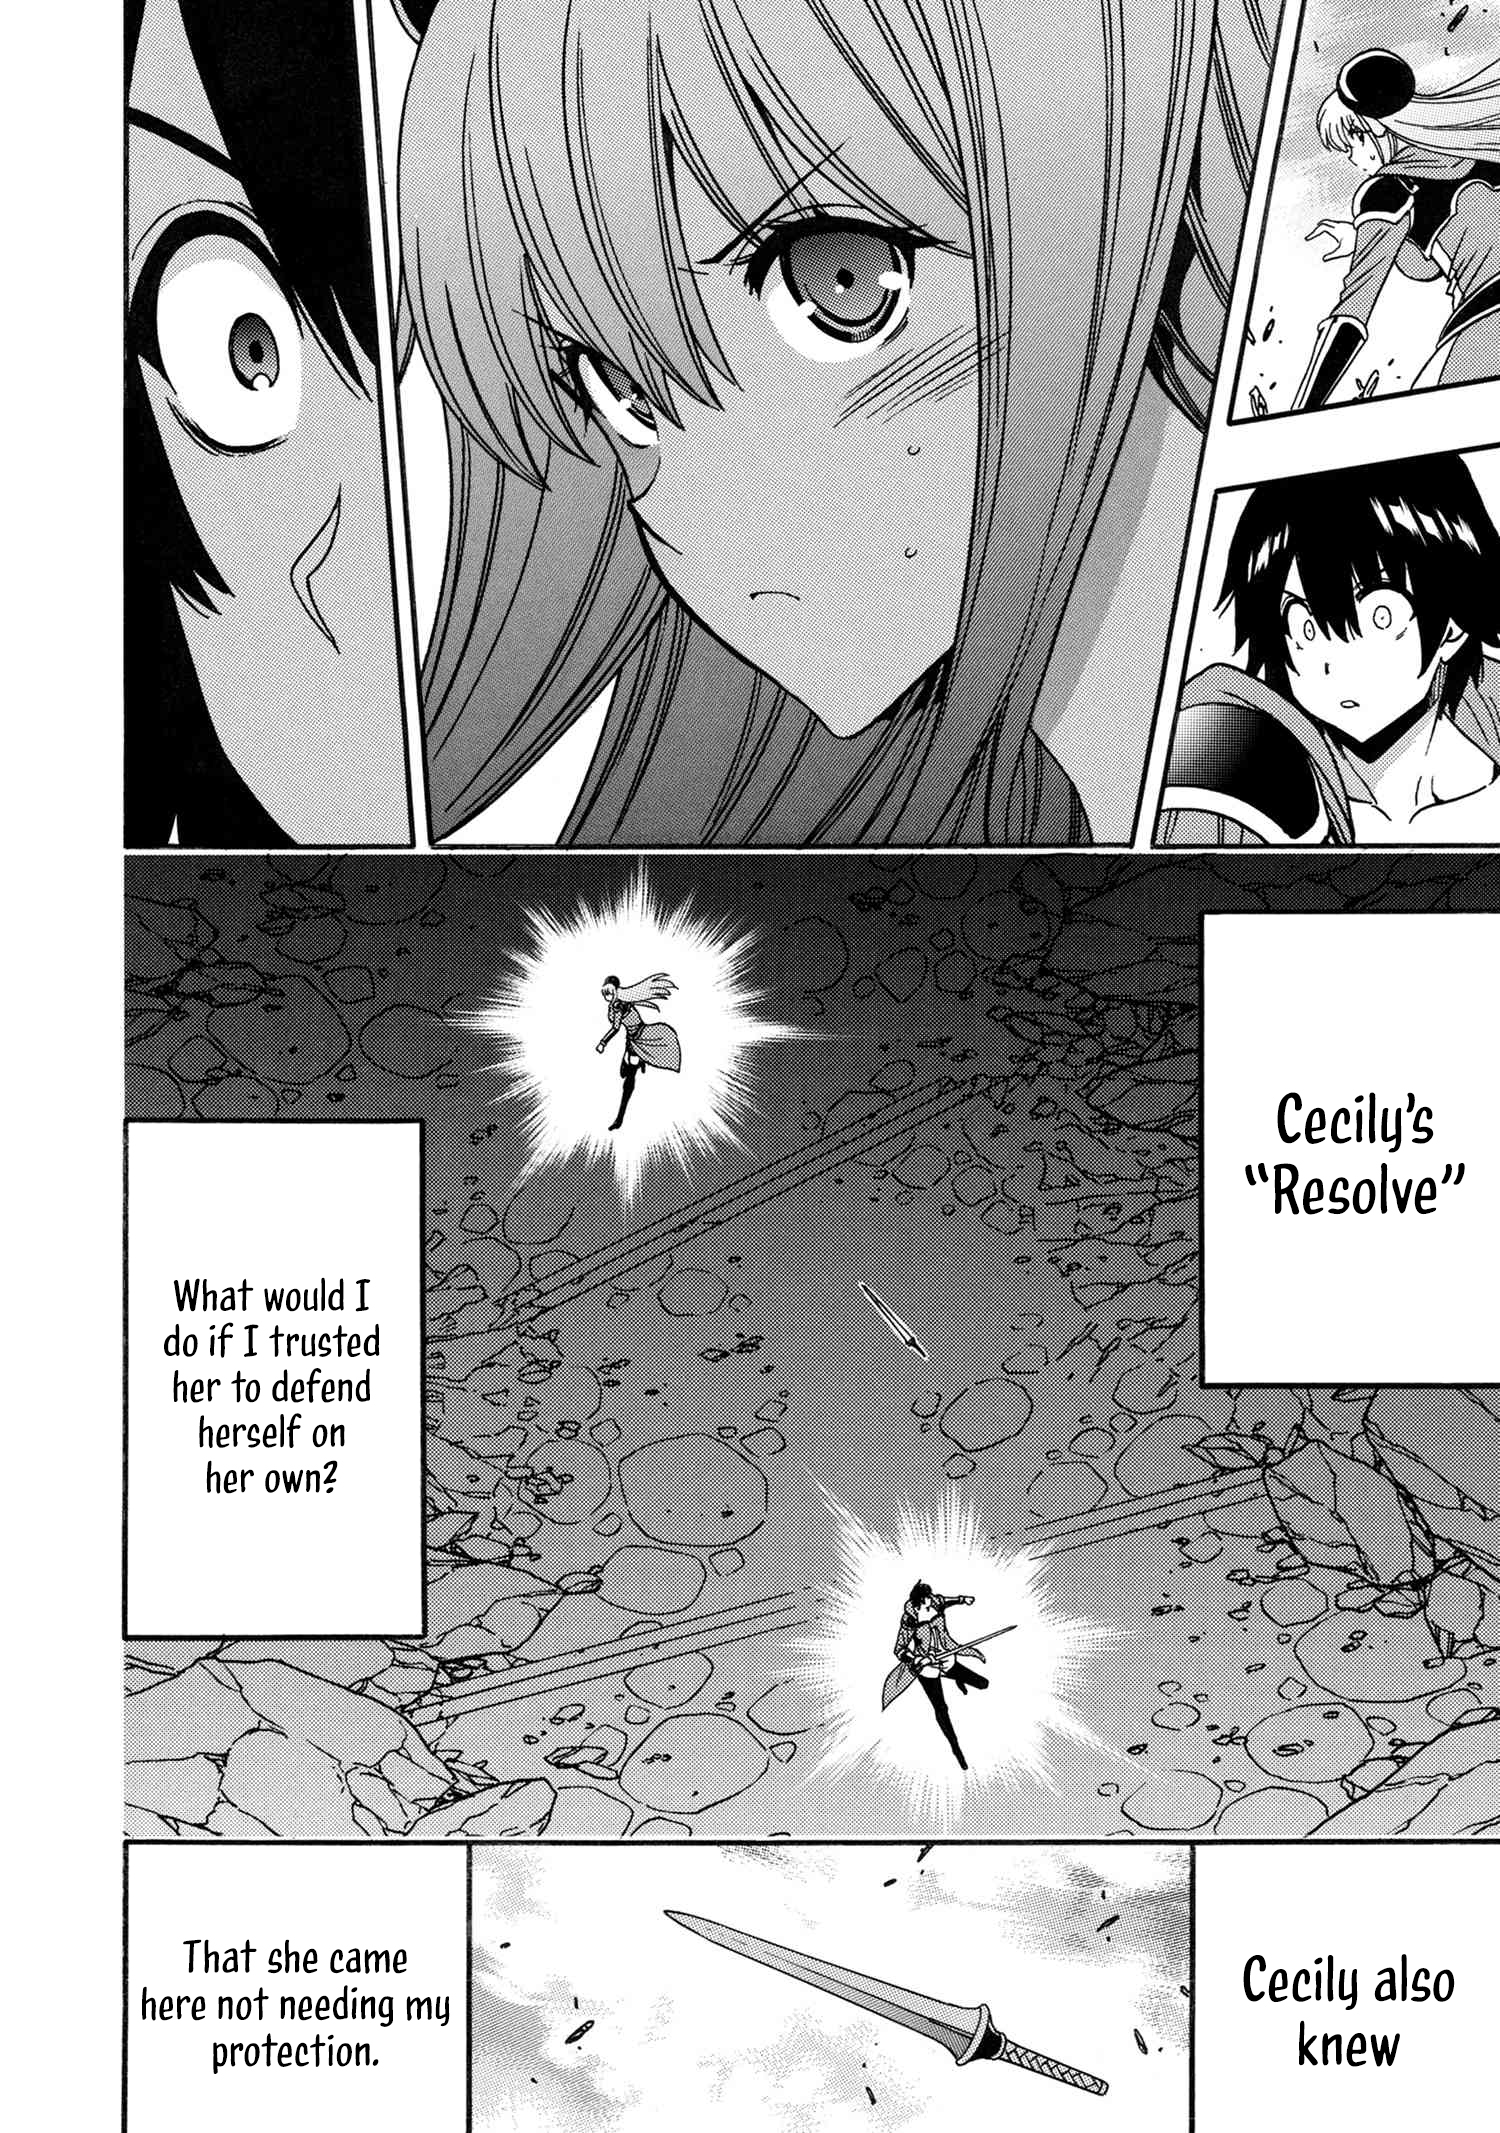 Cecily's
"Resolve"
What would I
do if I trusted
her to defend
herself on
her own?
Cecily also
knew
That she came
here not needing my
protection.